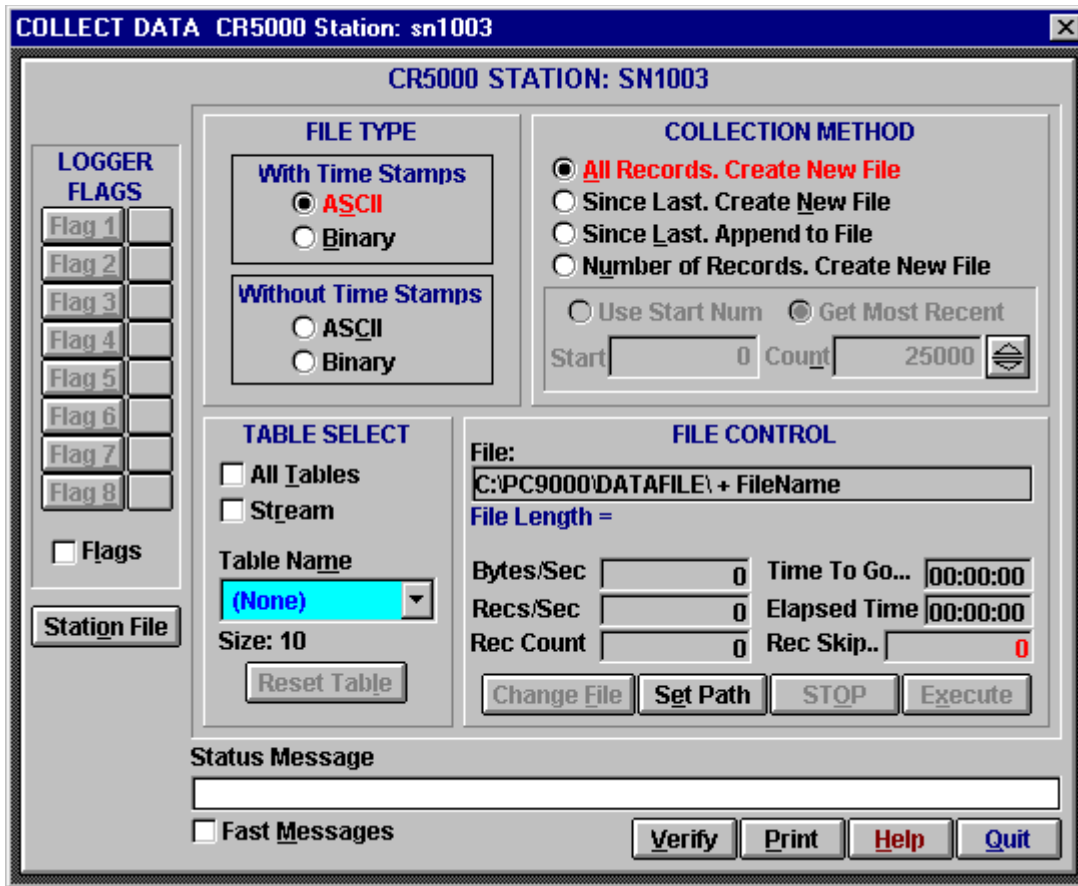 COLLECT DATA CR5000 Station: sn1003
CR5000 STATION: SN1003
LOGGER
FLAGS
Flag 1
Flag 2
Flag 3
Flag 4
Flag 5
Flag 6
Flag 7
Flag 8
Flags
Station File
FILE TYPE
With Time Stamps
ASCII
Binary
Without Time Stamps
ASCII
Binary
COLLECTION METHOD
All Records. Create New File
Since Last. Create New File
Since Last. Append to File
Number of Records. Create New File
Use Start Num Get Most Recent
Start 0 Count 25000
TABLE SELECT
All Tables
Stream
Table Name
(None)
Size: 10
Reset Table
FILE CONTROL
File:
C:\PC9000\DATAFILE\ + FileName
File Length =
Bytes/Sec 0 Time To Go... 00:00:00
Recs/Sec 0 Elapsed Time 00:00:00
Rec Count 0 Rec Skip.. 0
Change File Set Path STOP Execute
Status Message
Fast Messages
Verify Print Help Quit